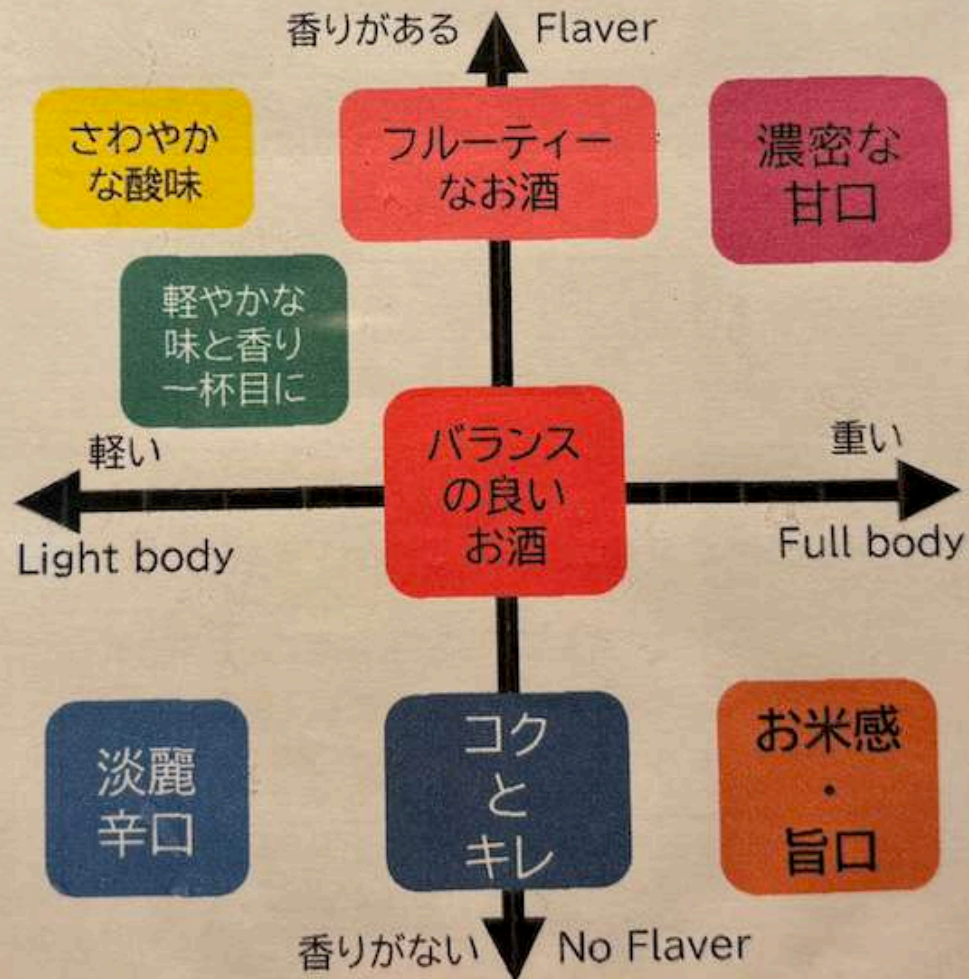 香りがある Flaver
さわやか
な酸味
フルーティー
なお酒
濃密な
甘口
軽やかな
味と香り
一杯目に
軽い
重い
バランス
の良い
お酒
Light body
Full body
淡麗
辛口
コク
と
キレ
お米感
・
旨口
香りがない No Flaver